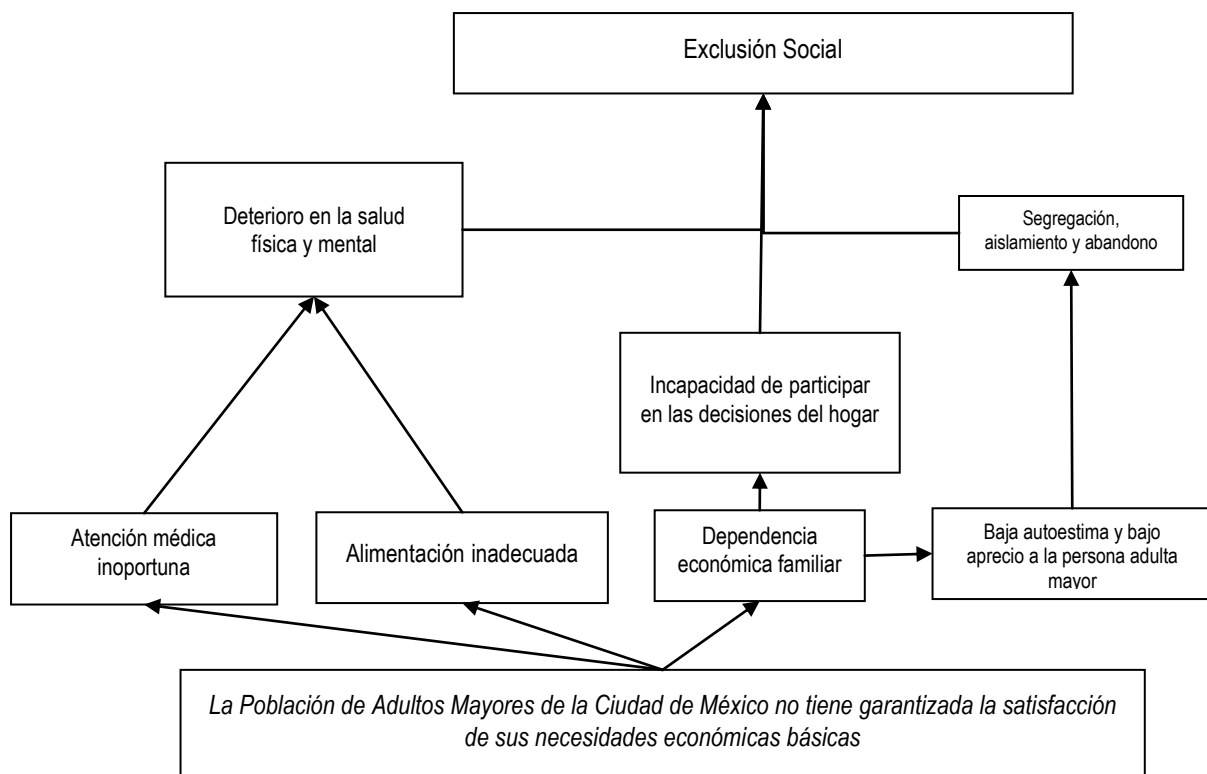 Exclusión Social
Deterioro en la salud
física y mental
Segregación,
aislamiento y abandono
Incapacidad de participar
en las decisiones del hogar
Atención médica
inoportuna
Alimentación inadecuada
Dependencia
económica familiar
Baja autoestima y bajo
aprecio a la persona adulta
mayor
La Población de Adultos Mayores de la Ciudad de México no tiene garantizada la satisfacción
de sus necesidades económicas básicas